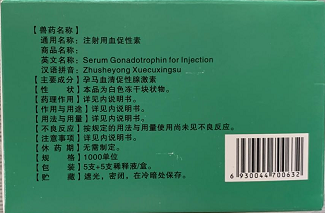 【兽药名称】
通用名称：注射用血促性素
商品名称：
英文名称：Serum Gonadotrophin for Injection
汉语拼音：Zhusheyong Xuecuxingsu
【主要成分】孕马血清促性腺激素
【性　　状】本品为白色冻干块状物。
【药理作用】详见内说明书。
【作用与用途】详见内说明书。
【用法与用量】详见内说明书。
【不良反应】按规定的用法与用量使用尚未见不良反应。
【注意事项】详见内说明书。
【休 药 期】无需制定。
【规　　格】1000单位
【包　　装】5支+5支稀释液/盒。
【贮　　藏】遮光，密闭，在冷暗处保存。
6 930044 700632